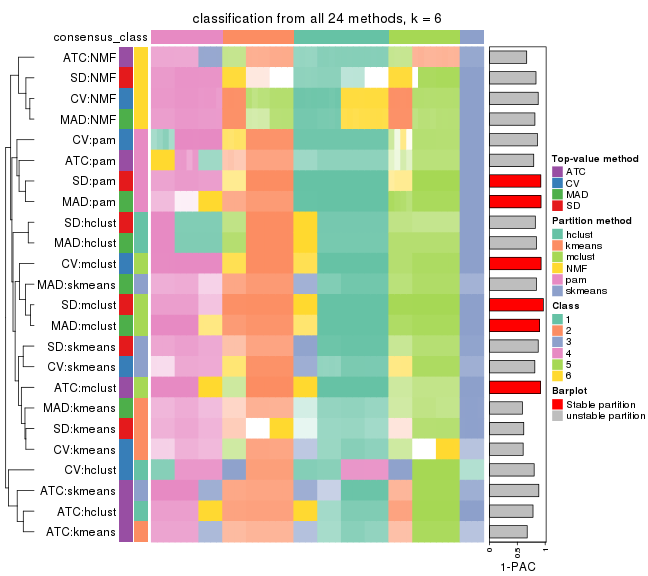 classification from all 24 methods, k = 6
consensus_class
ATC:NMF
SD:NMF
CV:NMF
MAD:NMF
CV:pam
ATC:pam
SD:pam
MAD:pam
SD:hclust
MAD:hclust
CV:mclust
MAD:skmeans
SD:mclust
MAD:mclust
SD:skmeans
CV:skmeans
ATC:mclust
MAD:kmeans
SD:kmeans
CV:kmeans
CV:hclust
ATC:skmeans
ATC:hclust
ATC:kmeans
0
0.5
1
1-PAC
Top-value method
ATC
CV
MAD
SD
Partition method
hclust
kmeans
mclust
NMF
pam
skmeans
Class
1
2
3
4
5
6
Barplot
Stable partition
unstable partition